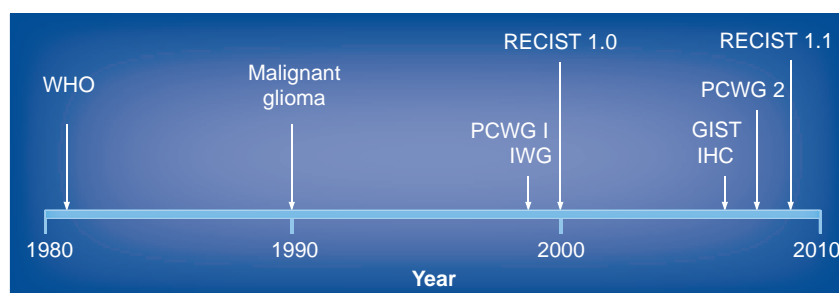 RECIST 1.0
RECIST 1.1
WHO
Malignant
glioma
PCWG 2
PCWG I
IWG
GIST
IHC
1980
1990
2000
2010
Year